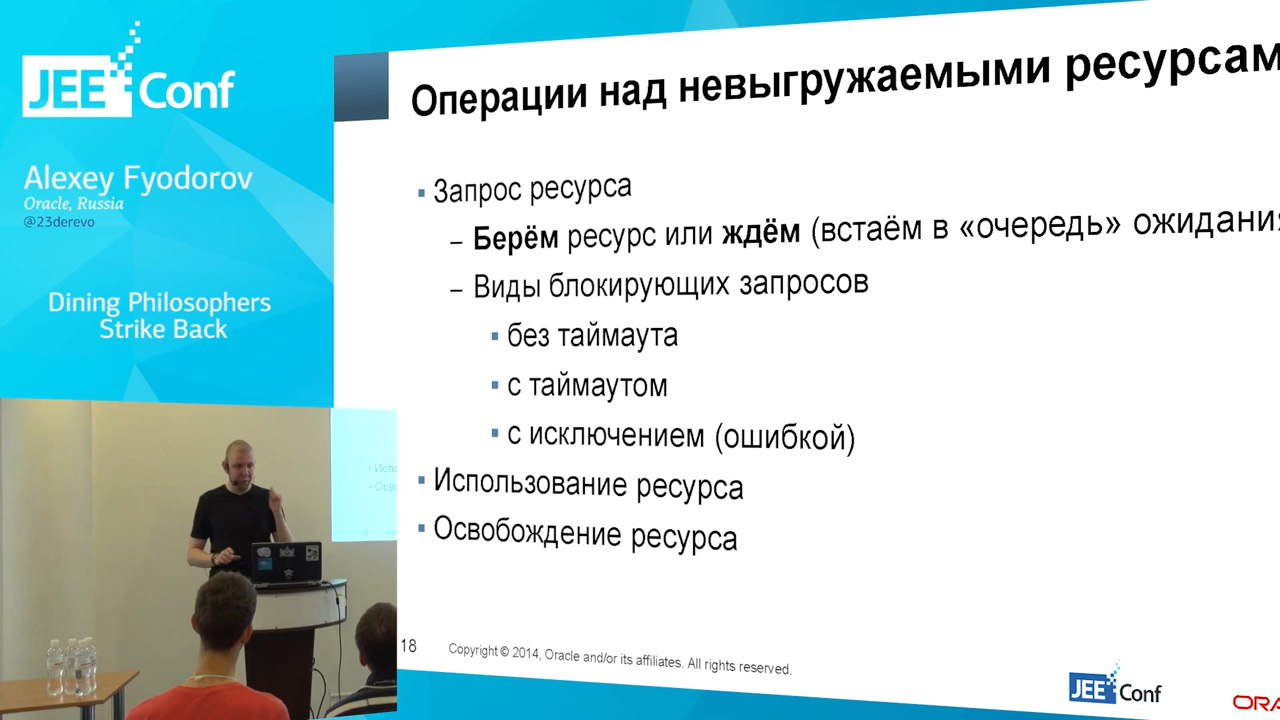 JEE Conf
Alexey Fyodorov
Oracle, Russia
@23derevo
Dining Philosophers
Strike Back
Операции над невыгружаемыми ресурсам
Запрос ресурса
– Берём ресурс или ждём (встаём в «очередь» ожидания
– Виды блокирующих запросов
без таймаута
с таймаутом
с исключением (ошибкой)
Использование ресурса
Освобождение ресурса
18
Copyright © 2014, Oracle and/or its affiliates. All rights reserved.
JEE Conf
ORA